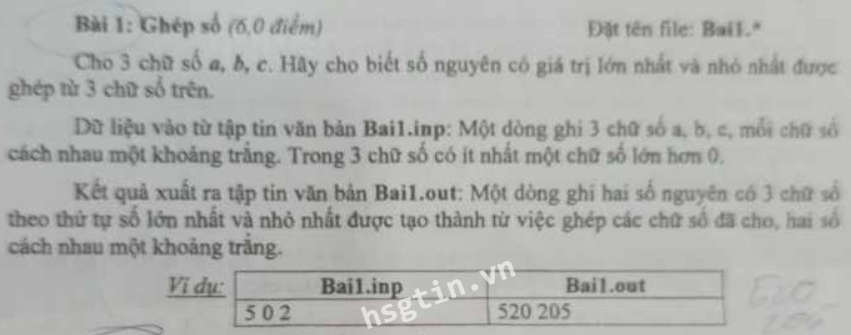 Bài 1: Ghép số (6,0 điểm) Đặt tên file: Bai1.*
Cho 3 chữ số a, b, c. Hãy cho biết số nguyên có giá trị lớn nhất và nhỏ nhất được
ghép từ 3 chữ số trên.
Dữ liệu vào từ tập tin văn bản Bai1.inp: Một dòng ghi 3 chữ số a, b, c, mỗi chữ số
cách nhau một khoảng trắng. Trong 3 chữ số có ít nhất một chữ số lớn hơn 0.
Kết quả xuất ra tập tin văn bản Bai1.out: Một dòng ghi hai số nguyên có 3 chữ số
theo thứ tự số lớn nhất và nhỏ nhất được tạo thành từ việc ghép các chữ số đã cho, hai số
cách nhau một khoảng trắng.
Ví dụ: Bai1.inp Bai1.out
5 0 2 520 205
hsgtin.vn